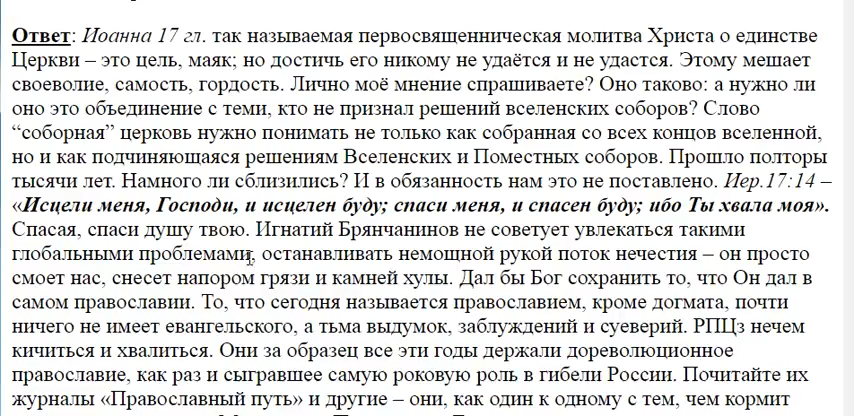 Ответ: Иоанна 17 гл. так называемая первосвященническая молитва Христа о единстве
Церкви – это цель, маяк; но достичь его никому не удаётся и не удастся. Этому мешает
своеволие, самость, гордость. Лично моё мнение спрашиваете? Оно таково: а нужно ли
оно это объединение с теми, кто не признал решений вселенских соборов? Слово
“соборная” церковь нужно понимать не только как собранная со всех концов вселенной,
но и как подчиняющаяся решениям Вселенских и Поместных соборов. Прошло полторы
тысячи лет. Намного ли сблизились? И в обязанность нам это не поставлено. Иер.17:14 –
«Исцели меня, Господи, и исцелен буду; спаси меня, и спасен буду; ибо Ты хвала моя».
Спасая, спаси душу твою. Игнатий Брянчанинов не советует увлекаться такими
глобальными проблемами, останавливать немощной рукой поток нечестия – он просто
смоет нас, снесет напором грязи и камней хулы. Дал бы Бог сохранить то, что Он дал в
самом православии. То, что сегодня называется православием, кроме догмата, почти
ничего не имеет евангельского, а тьма выдумок, заблуждений и суеверий. РПЦз нечем
кичиться и хвалиться. Они за образец все эти годы держали дореволюционное
православие, как раз и сыгравшее самую роковую роль в гибели России. Почитайте их
журналы «Православный путь» и другие – они, как один к одному с тем, чем кормит